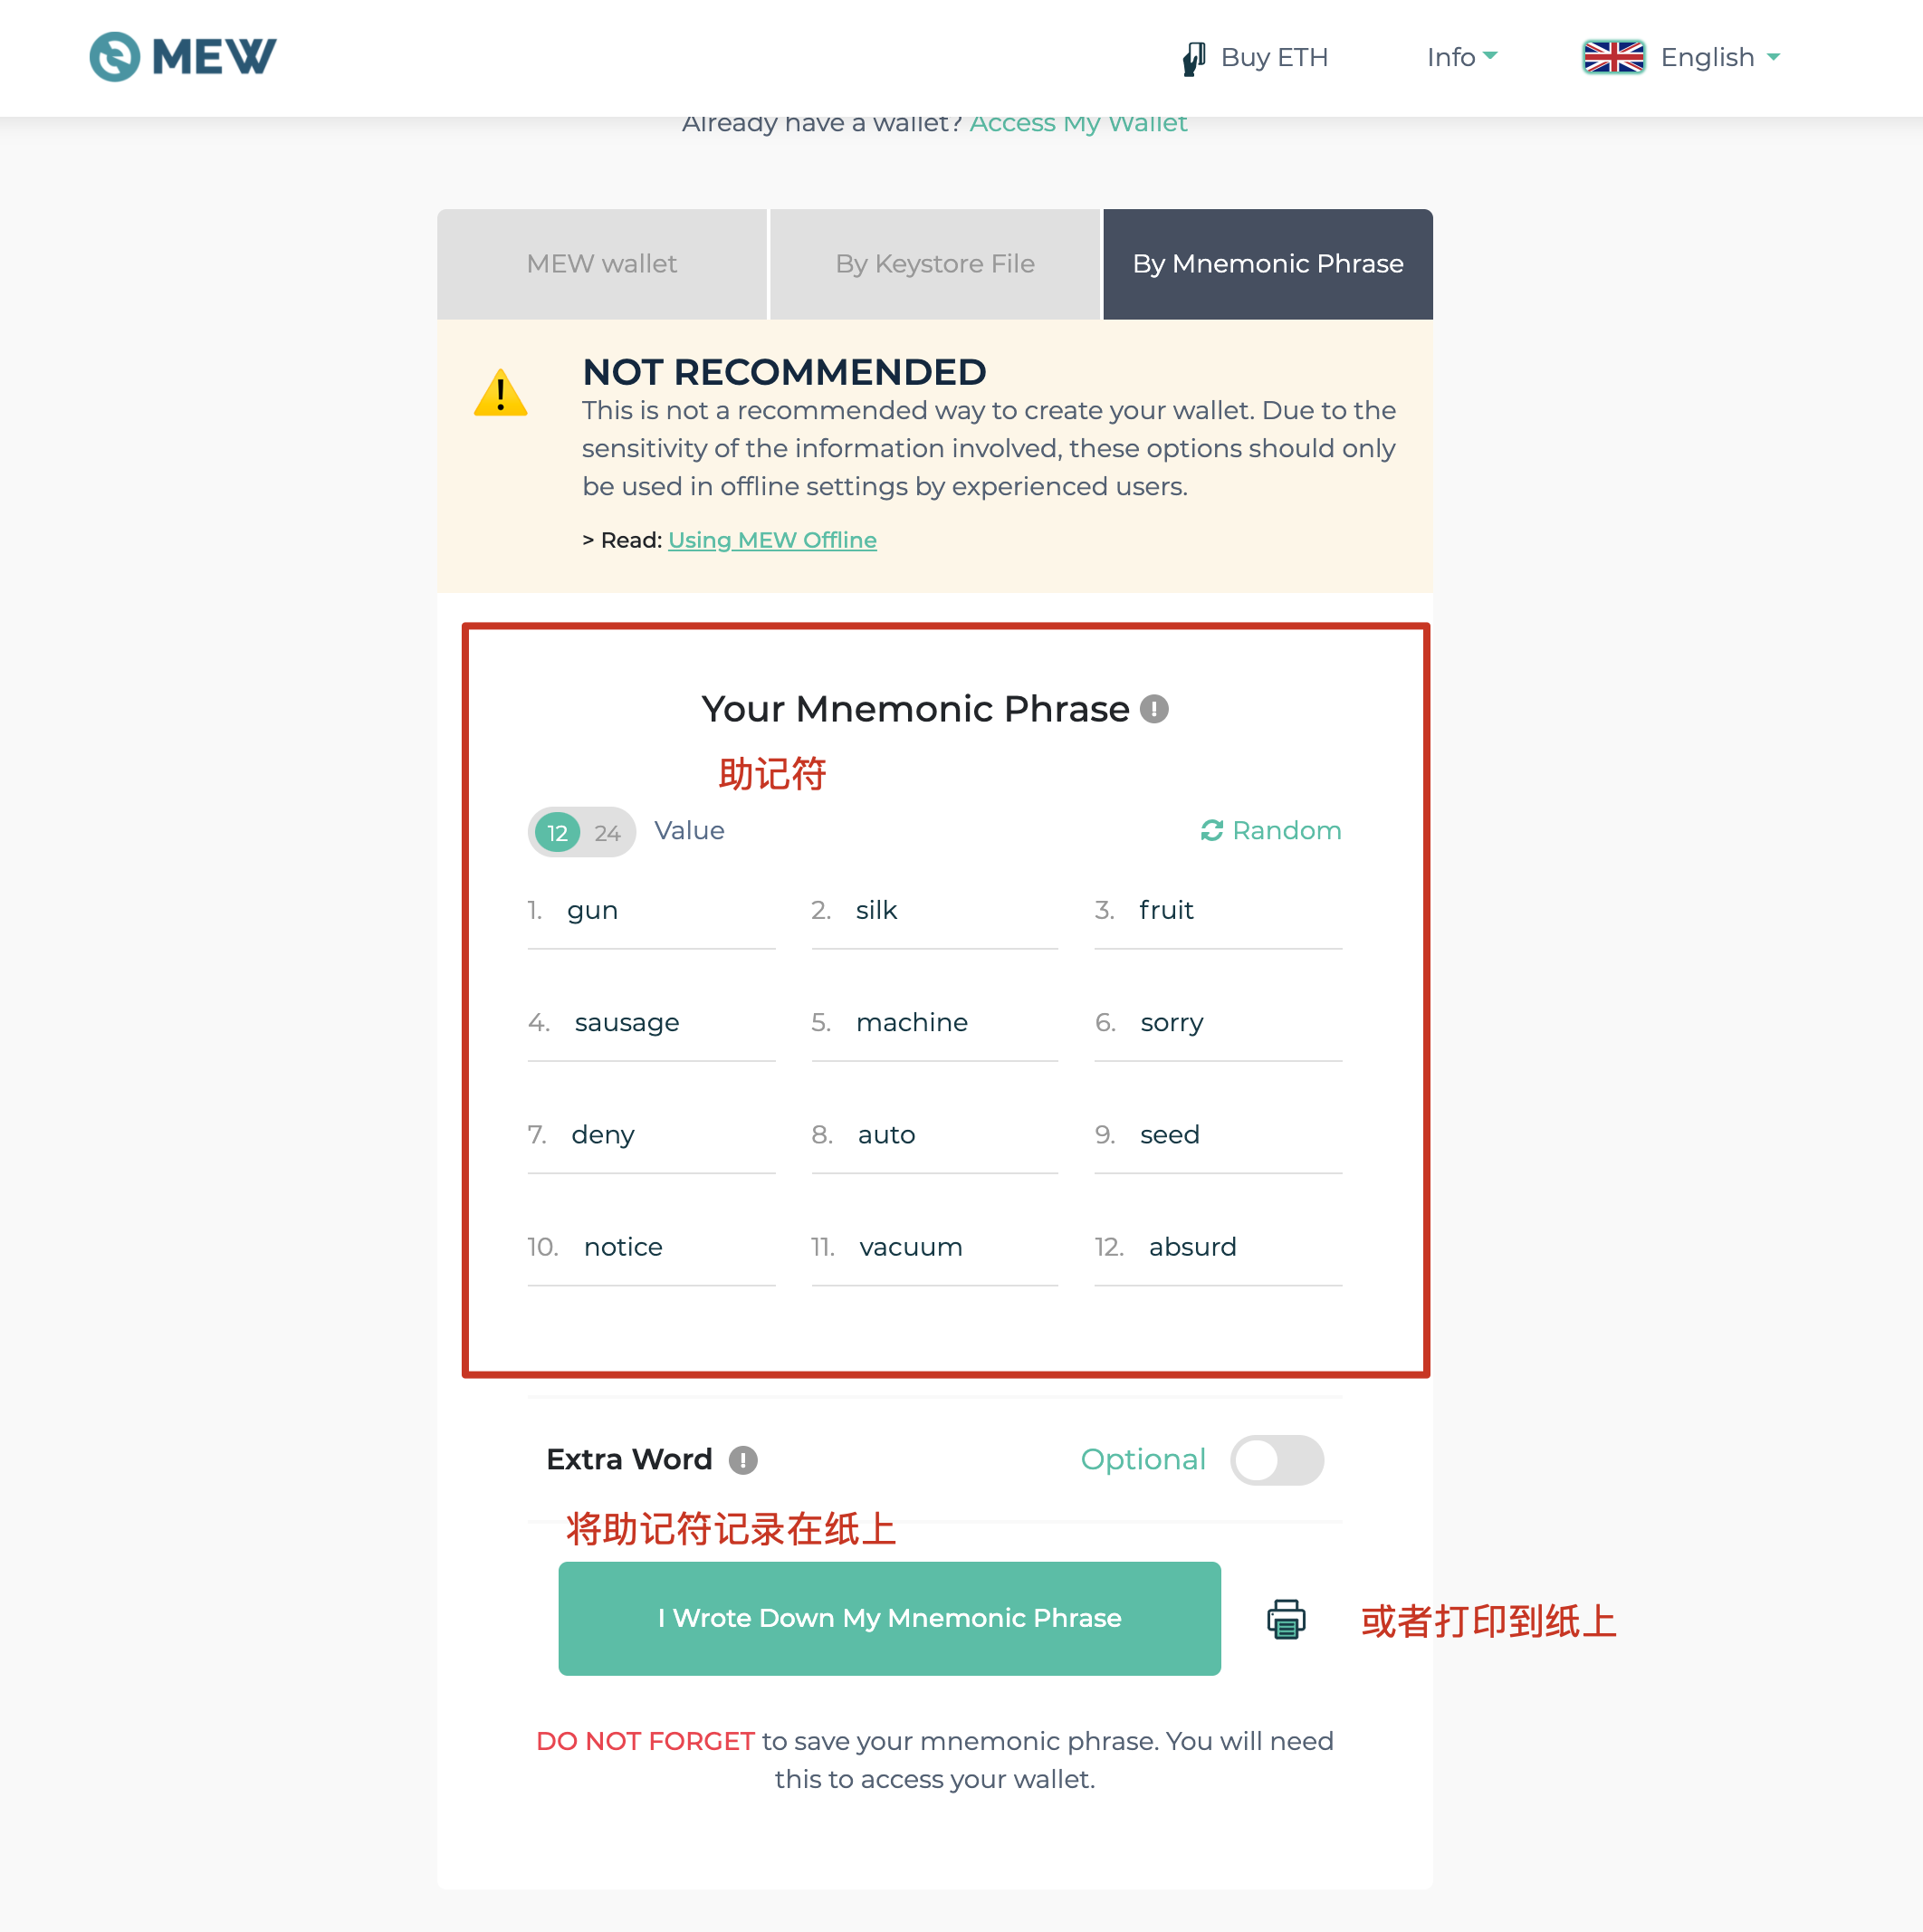 MEW
Buy ETH
Info
English
Already have a wallet? Access My Wallet
MEW wallet
By Keystore File
By Mnemonic Phrase
NOT RECOMMENDED
This is not a recommended way to create your wallet. Due to the
sensitivity of the information involved, these options should only
be used in offline settings by experienced users.
> Read: Using MEW Offline
Your Mnemonic Phrase
助记符
12 24 Value
Random
1. gun
2. silk
3. fruit
4. sausage
5. machine
6. sorry
7. deny
8. auto
9. seed
10. notice
11. vacuum
12. absurd
Extra Word
Optional
将助记符记录在纸上
I Wrote Down My Mnemonic Phrase
或者打印到纸上
DO NOT FORGET to save your mnemonic phrase. You will need
this to access your wallet.